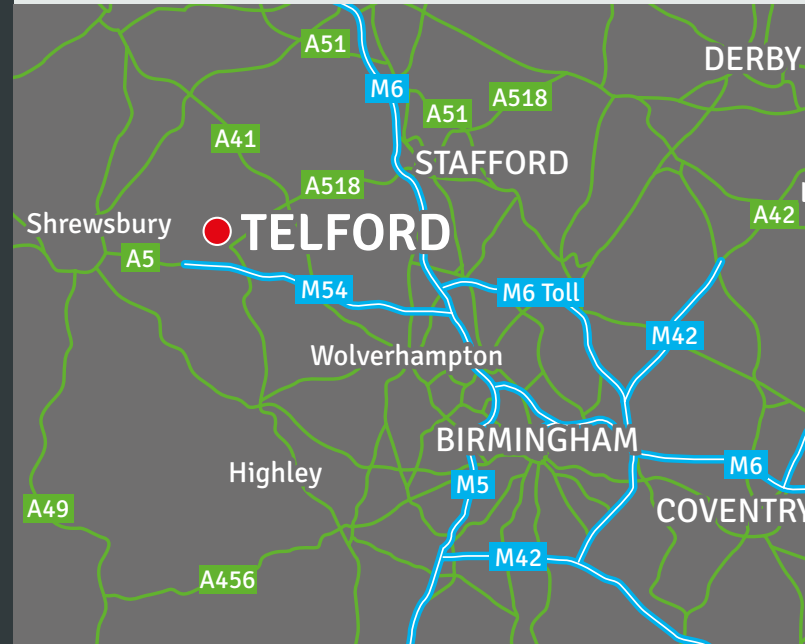 A51
DERBY
M6
A518
A51
A41
STAFFORD
A518
A42
Shrewsbury
TELFORD
A5
M54
M6 Toll
M42
Wolverhampton
BIRMINGHAM
M6
Highley
M5
A49
COVENTRY
M42
A456